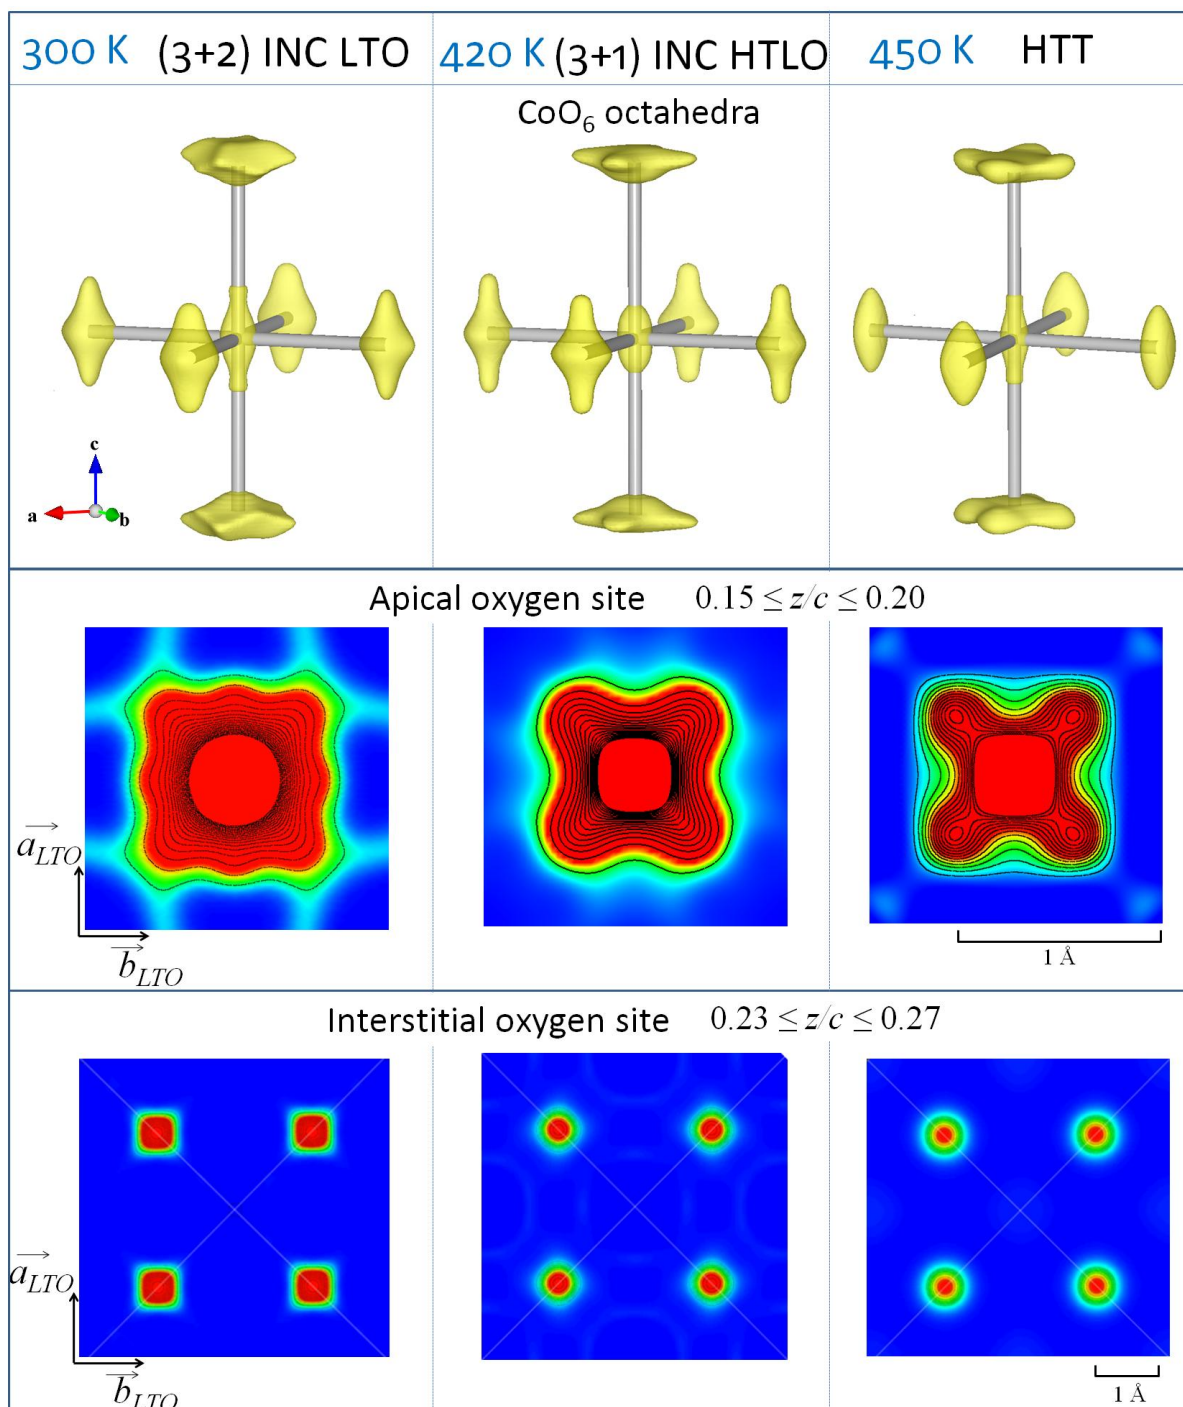 300 K (3+2) INC LTO 420 K (3+1) INC HTLO 450 K HTT
CoO₆ octahedra
c
a b
Apical oxygen site 0.15 ≤ z/c ≤ 0.20
a_LTO
b_LTO
1 Å
Interstitial oxygen site 0.23 ≤ z/c ≤ 0.27
a_LTO
b_LTO
1 Å